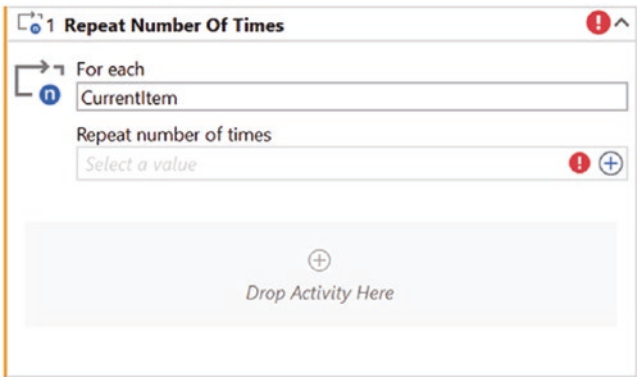 1 Repeat Number Of Times
For each
n
CurrentItem
Repeat number of times
Select a value
Drop Activity Here